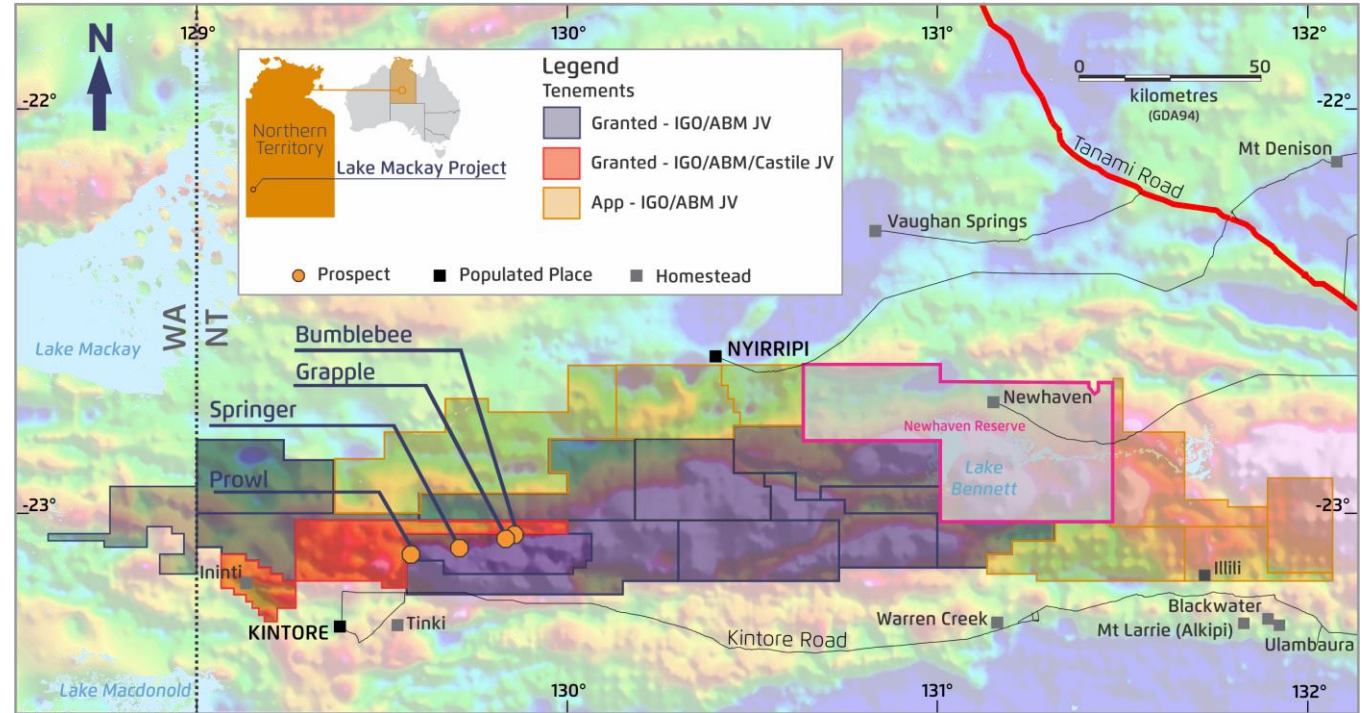 129°
130°
131°
132°
N
-22°
-22°
Northern
Territory
Lake Mackay Project
Legend
Tenements
Granted - IGO/ABM JV
Granted - IGO/ABM/Castile JV
App - IGO/ABM JV
Prospect
Populated Place
Homestead
0
50
kilometres
(GDA94)
Mt Denison
Tanami Road
Vaughan Springs
WA
NT
Lake Mackay
Bumblebee
Grapple
Springer
Prowl
NYIRRIPI
Newhaven
Newhaven Reserve
Lake
Bennett
-23°
-23°
Ininti
KINTORE
Tinki
Kintore Road
Warren Creek
Illili
Blackwater
Mt Larrie (Alkipi)
Ulambaura
Lake Macdonold
130°
131°
132°